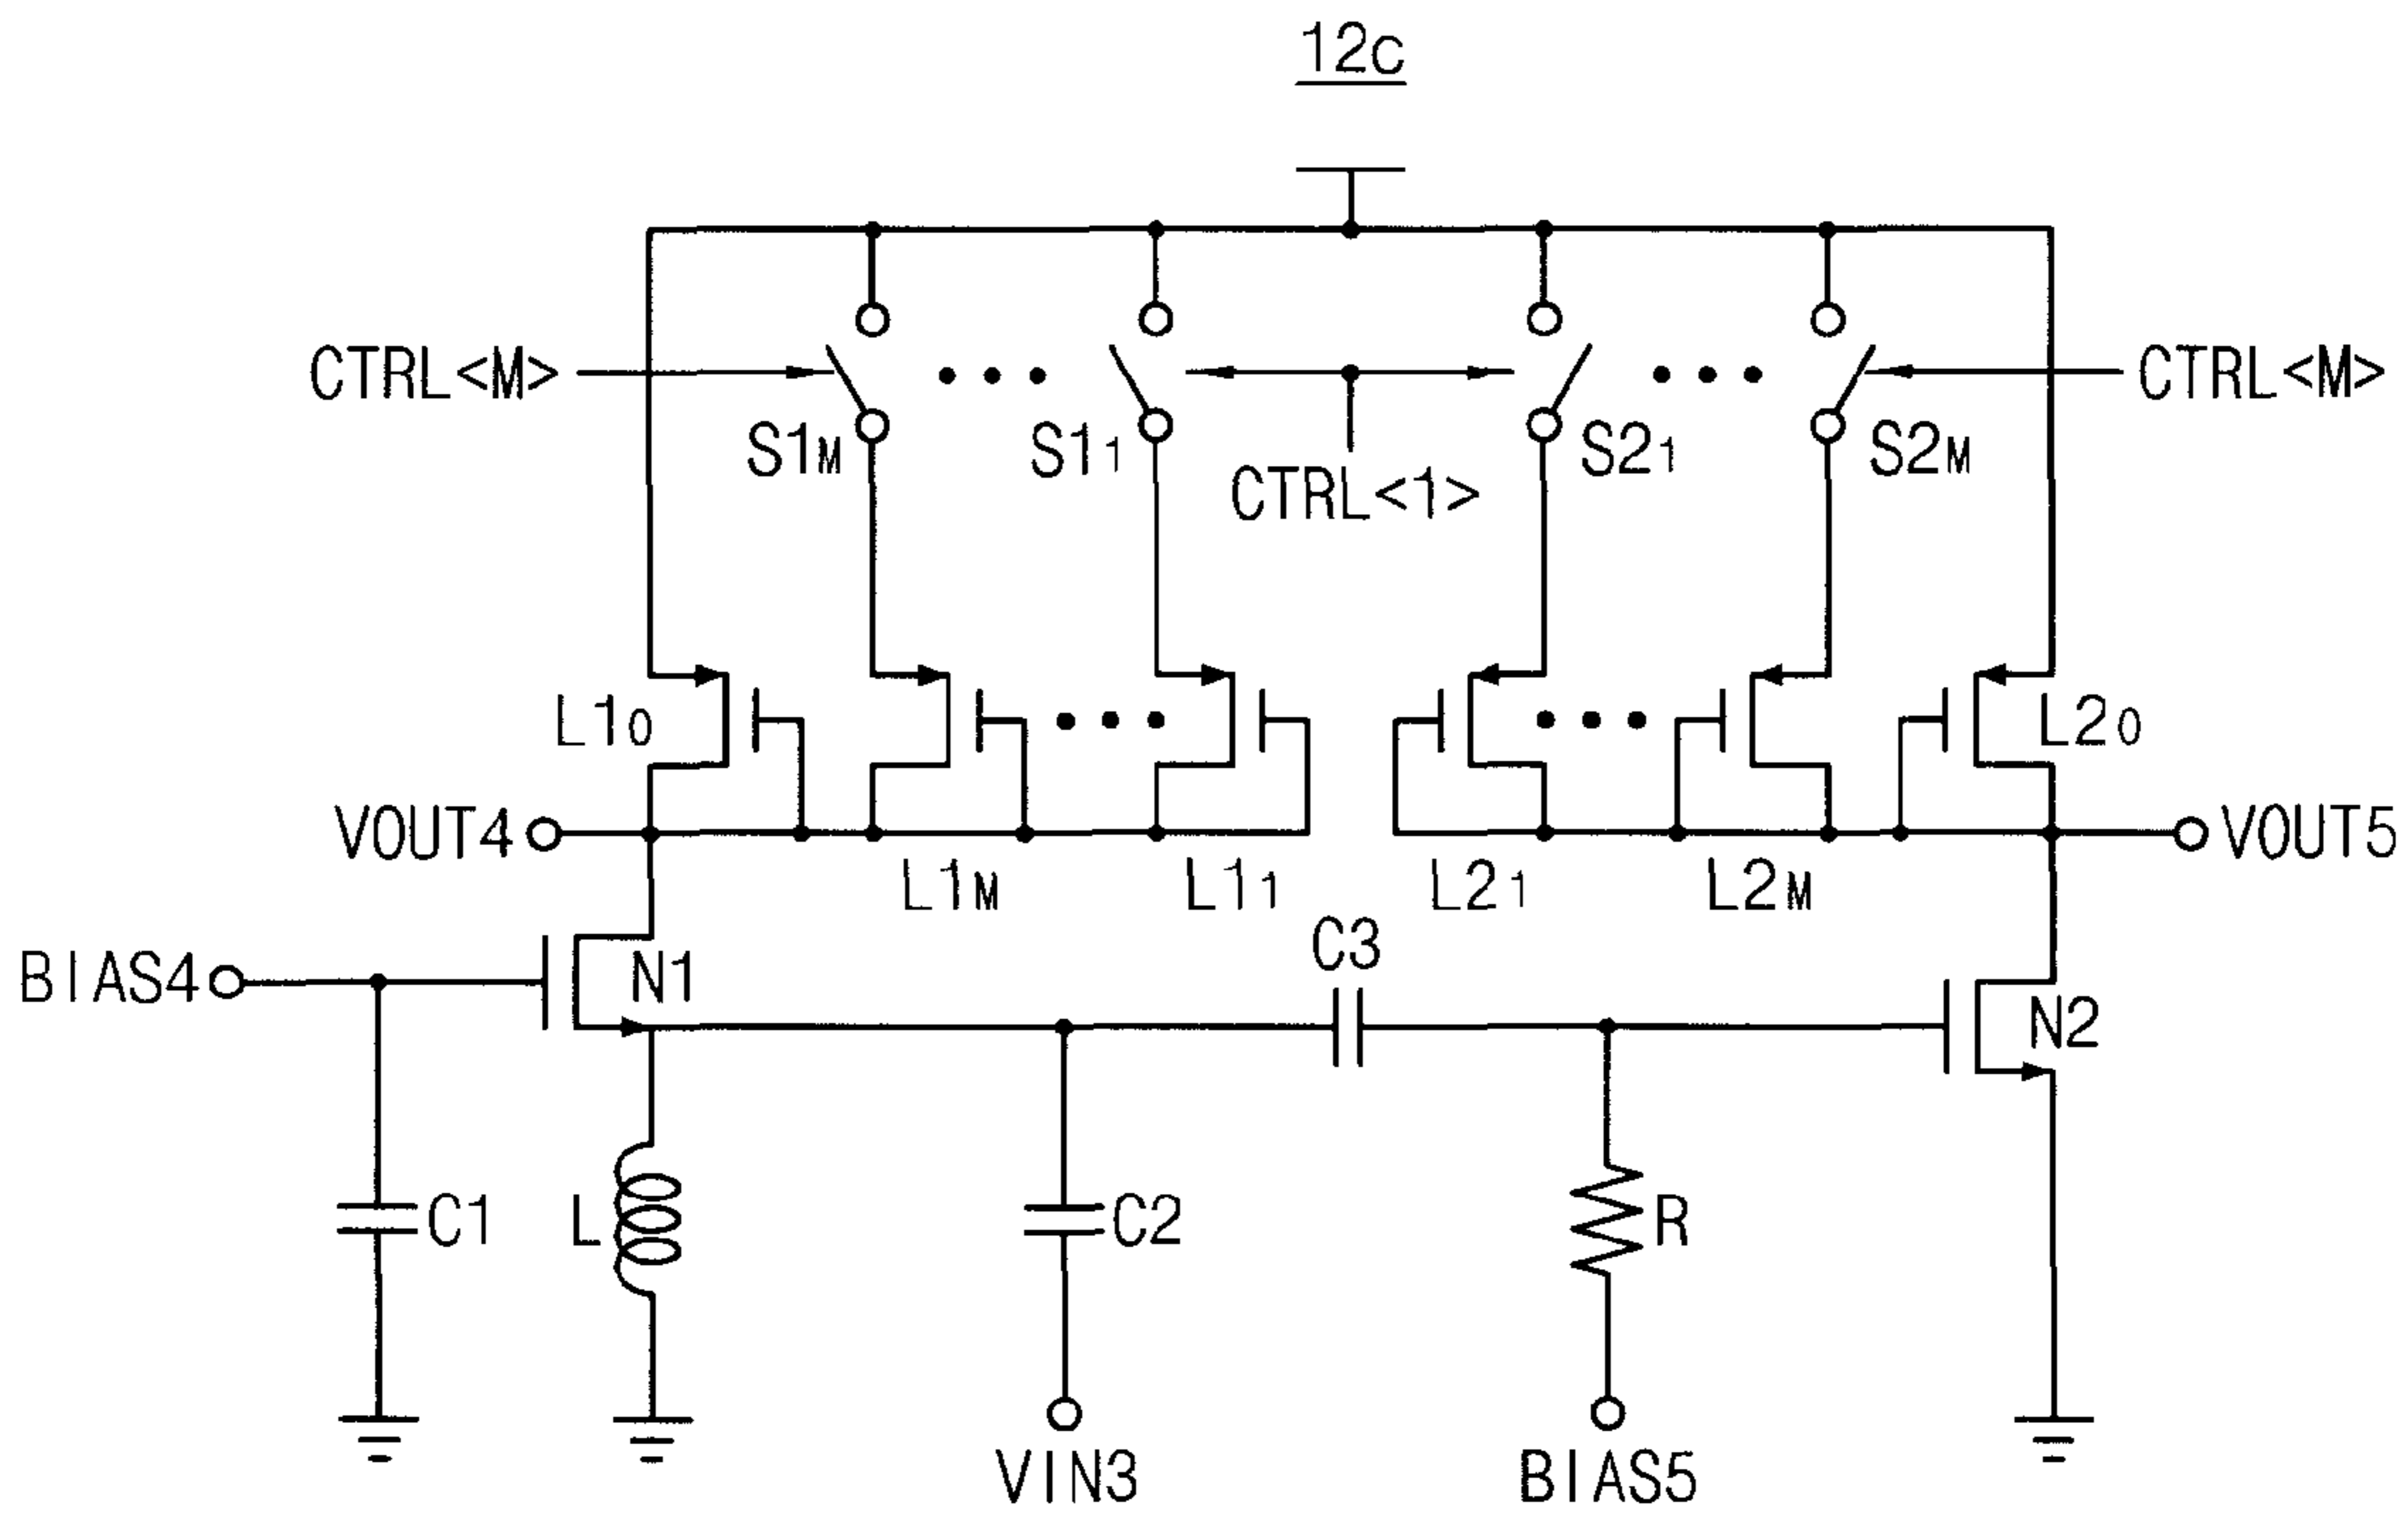 12C
CTRL<M>
CTRL<M>
S1M
S11
S21
S2M
CTRL<1>
L10
L20
VOUT4
VOUT5
L1M
L11
L21
L2M
C3
BIAS4
N1
N2
C1
L
C2
R
VIN3
BIAS5